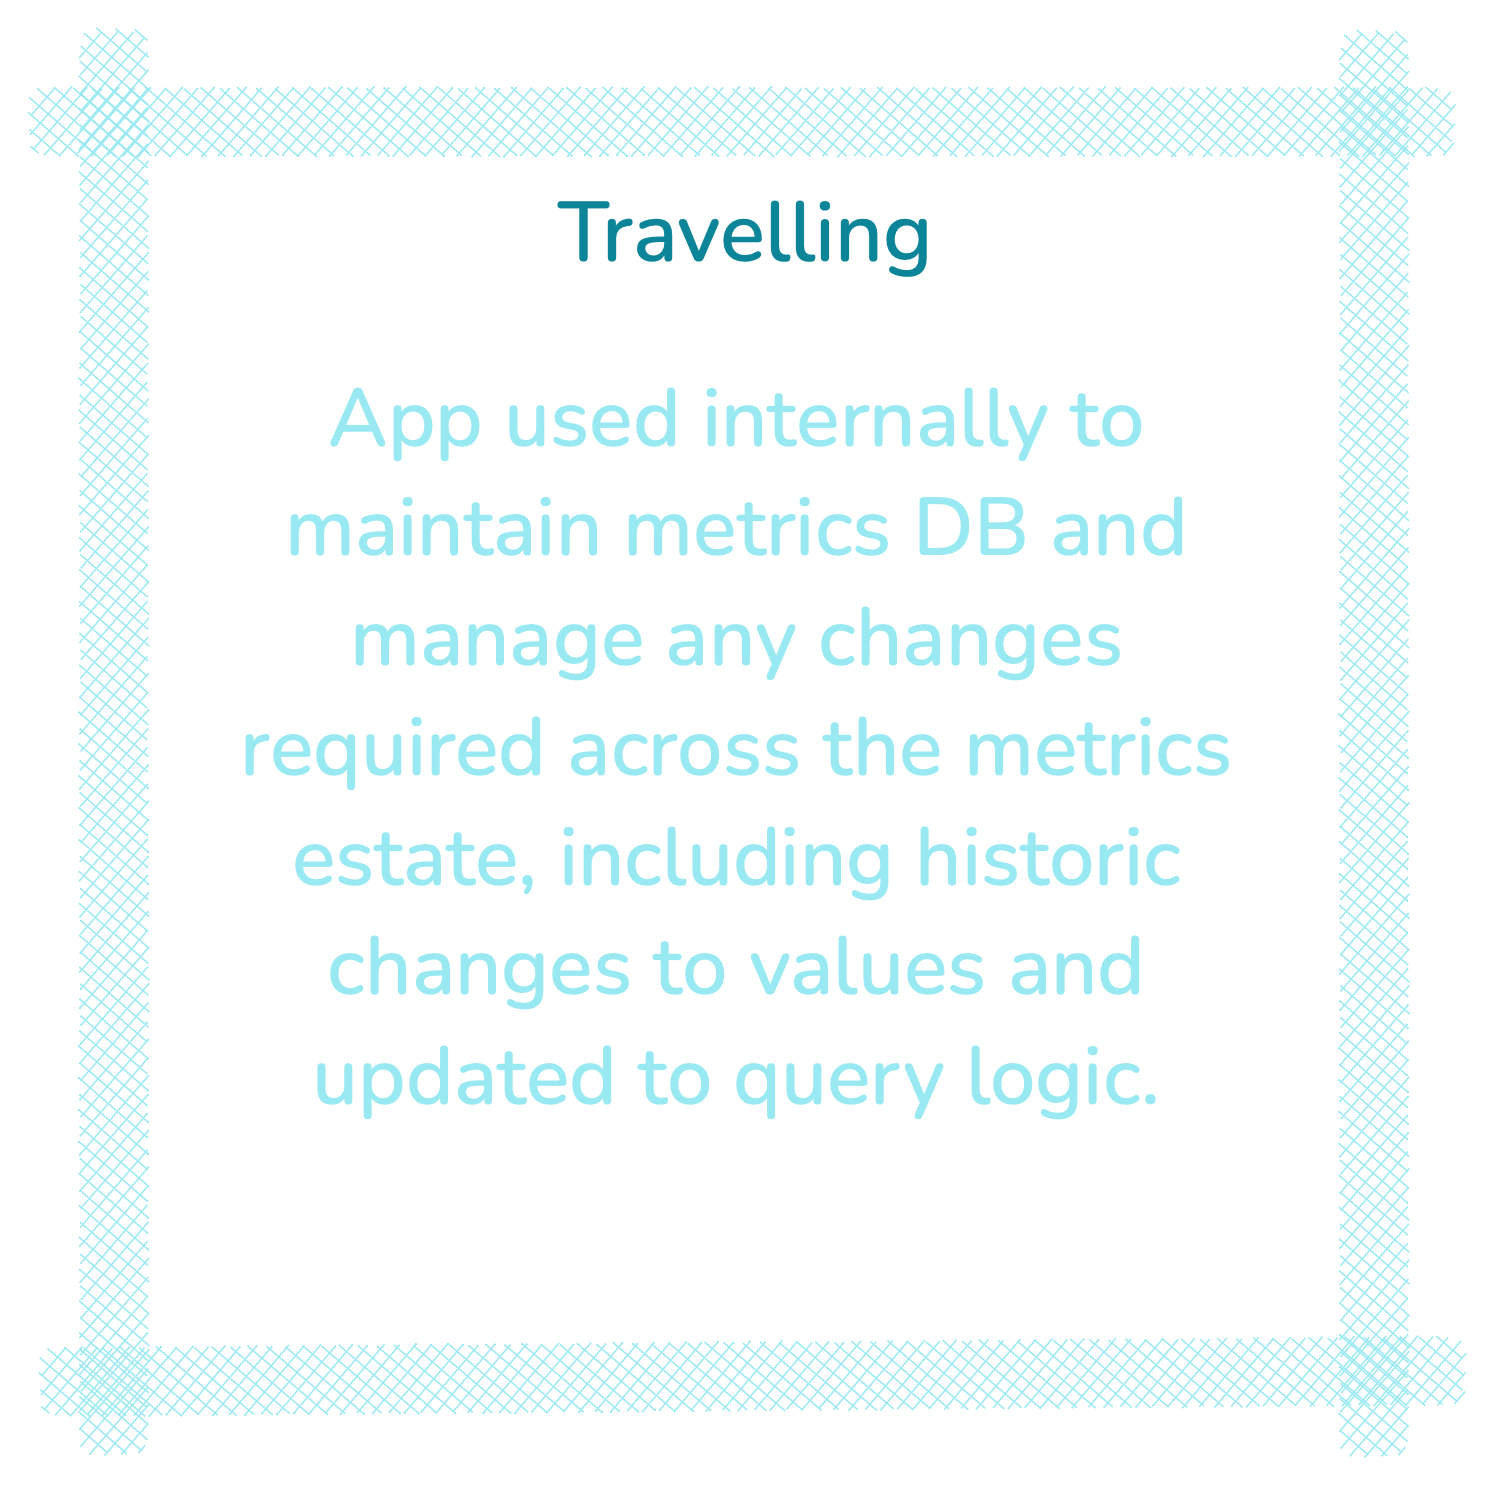 Travelling
App used internally to
maintain metrics DB and
manage any changes
required across the metrics
estate, including historic
changes to values and
updated to query logic.